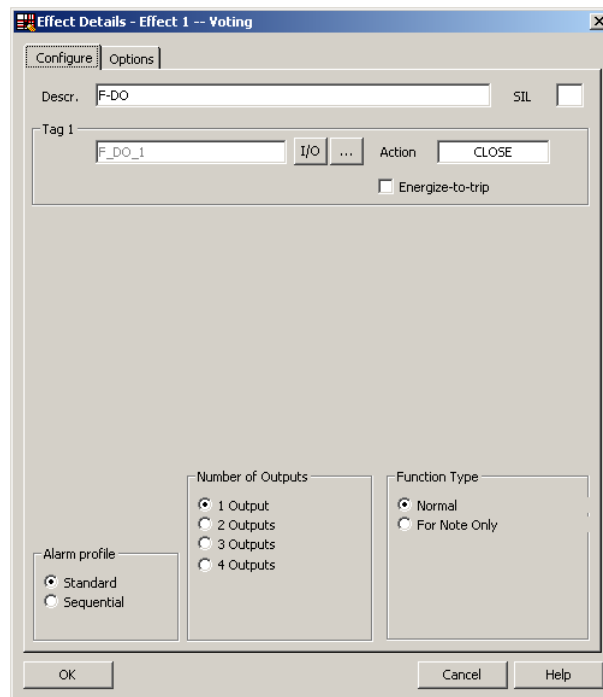 Effect Details - Effect 1 -- Voting
Configure Options
Descr. F-DO SIL
Tag 1
F_DO_1 I/O ... Action CLOSE
Energize-to-trip
Number of Outputs
1 Output
2 Outputs
3 Outputs
4 Outputs
Function Type
Normal
For Note Only
Alarm profile
Standard
Sequential
OK Cancel Help